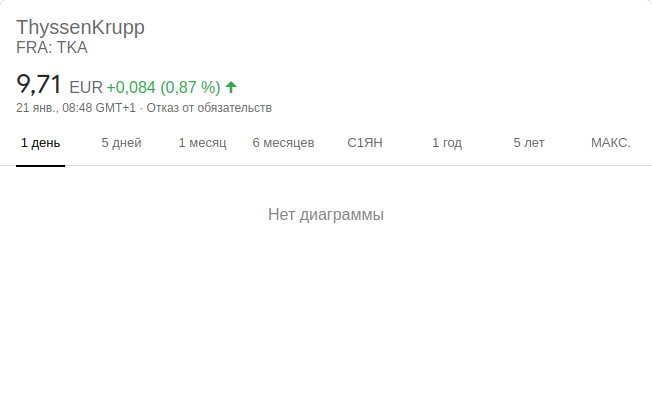 ThyssenKrupp
FRA: TKA
9,71 EUR +0,084 (0,87 %)
21 янв., 08:48 GMT+1 · Отказ от обязательств
1 день 5 дней 1 месяц 6 месяцев С1ЯН 1 год 5 лет МАКС.
Нет диаграммы